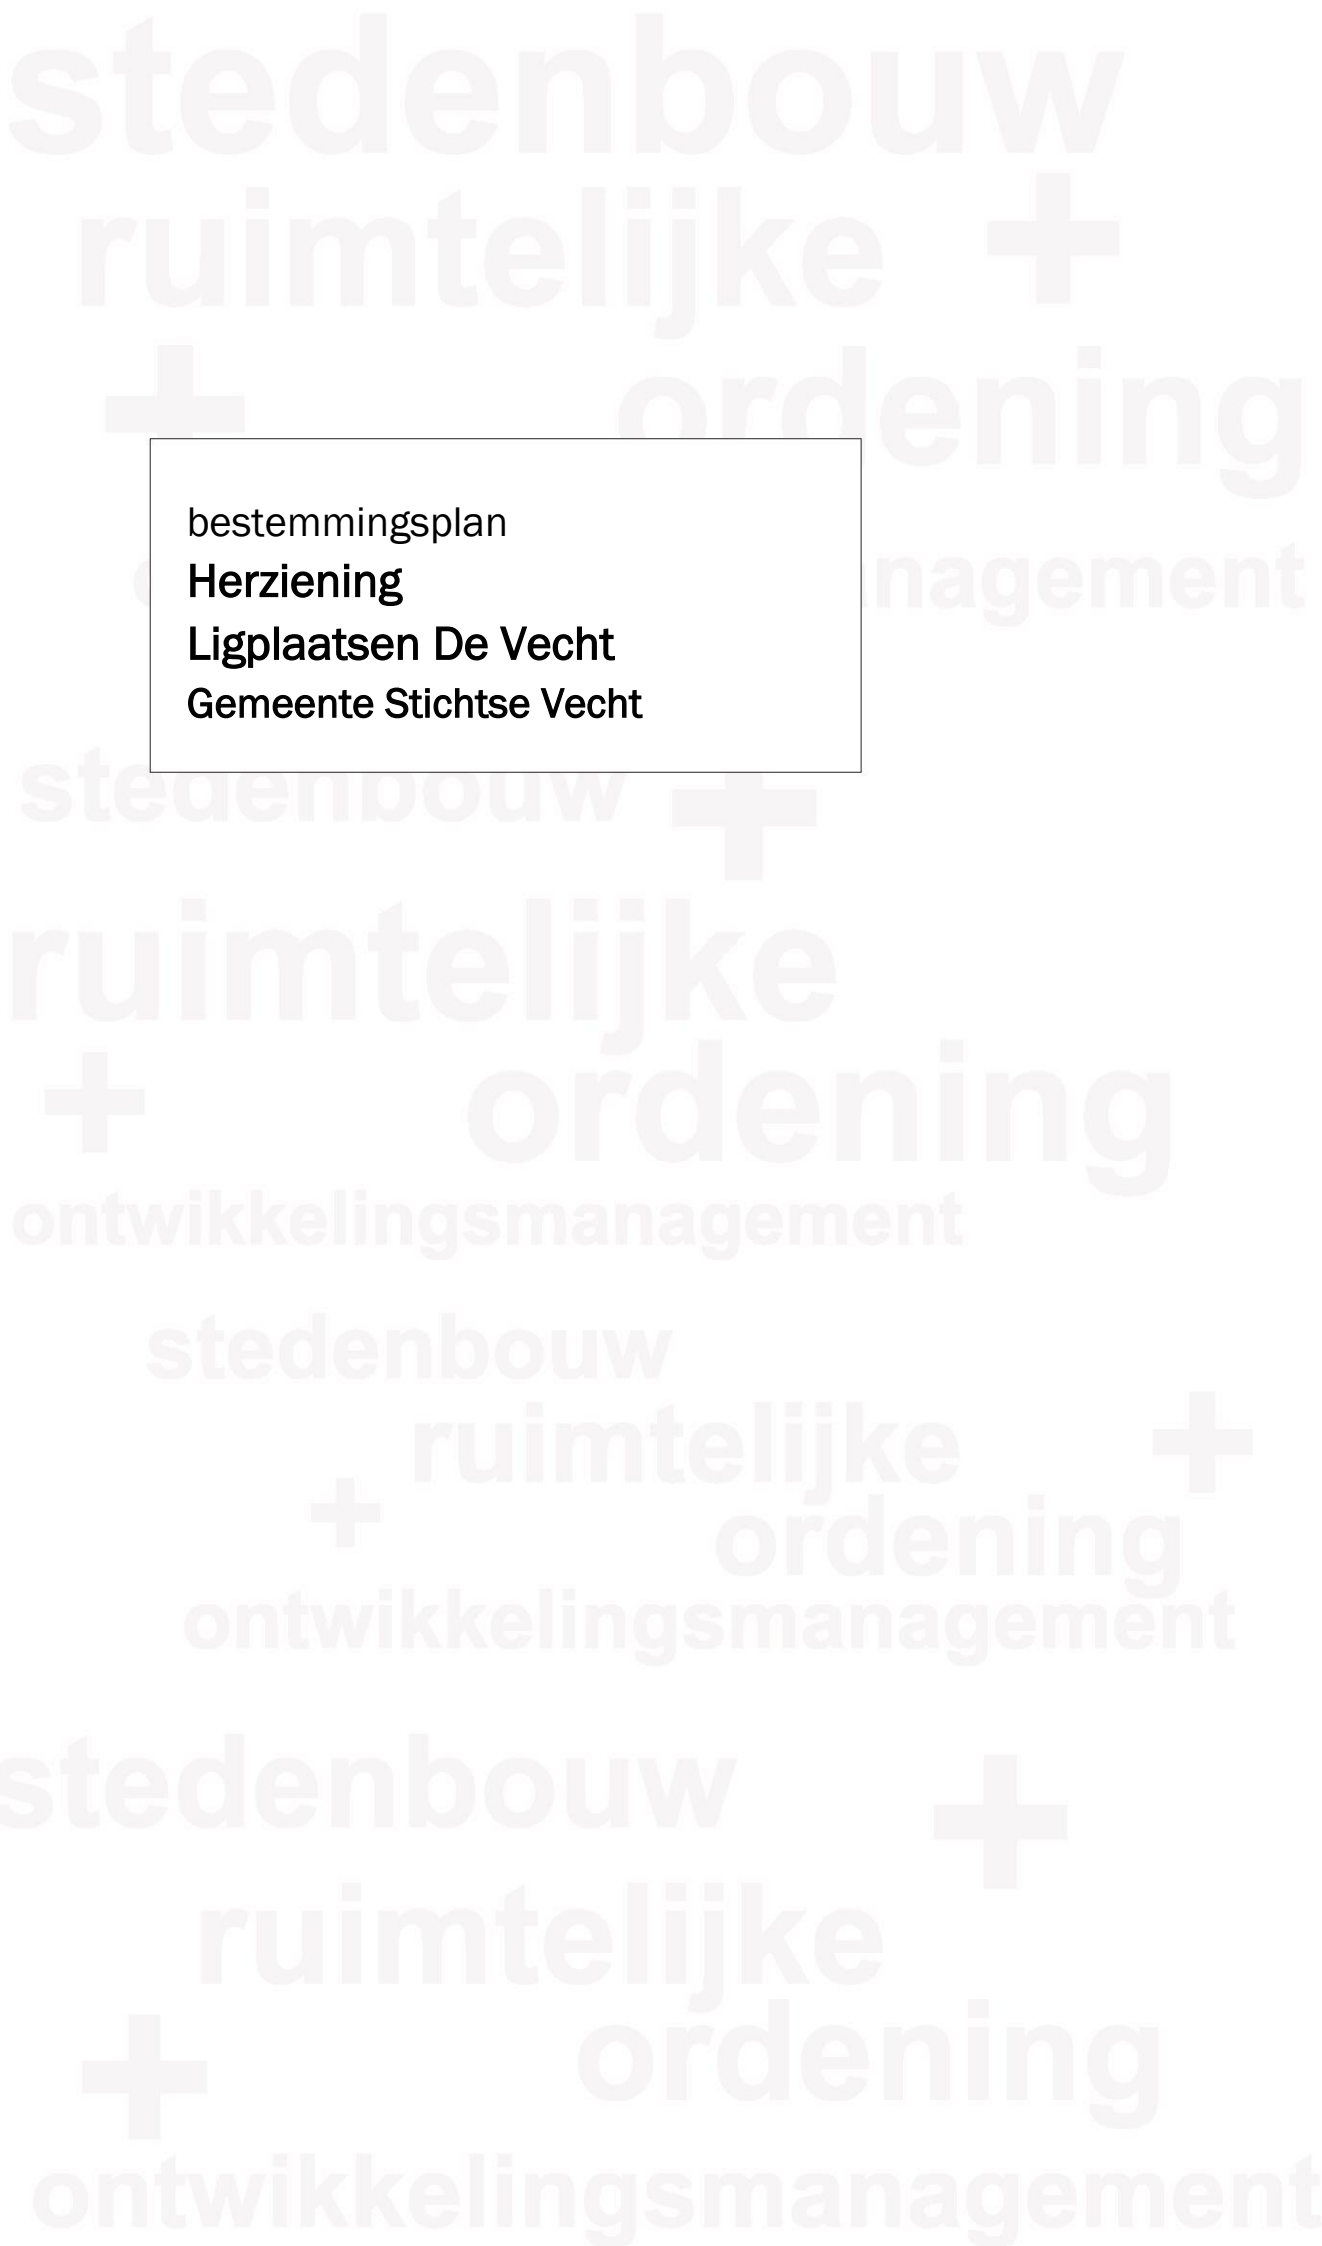 stedenbouw
ruimtelijke +
+ ordening
bestemmingsplan
Herziening
nagement
Ligplaatsen De Vecht
Gemeente Stichtse Vecht
stedenbouw +
ruimtelijke
+ ordening
ontwikkelingsmanagement
stedenbouw
ruimtelijke +
+ ordening
ontwikkelingsmanagement
stedenbouw +
ruimtelijke
+ ordening
ontwikkelingsmanagement